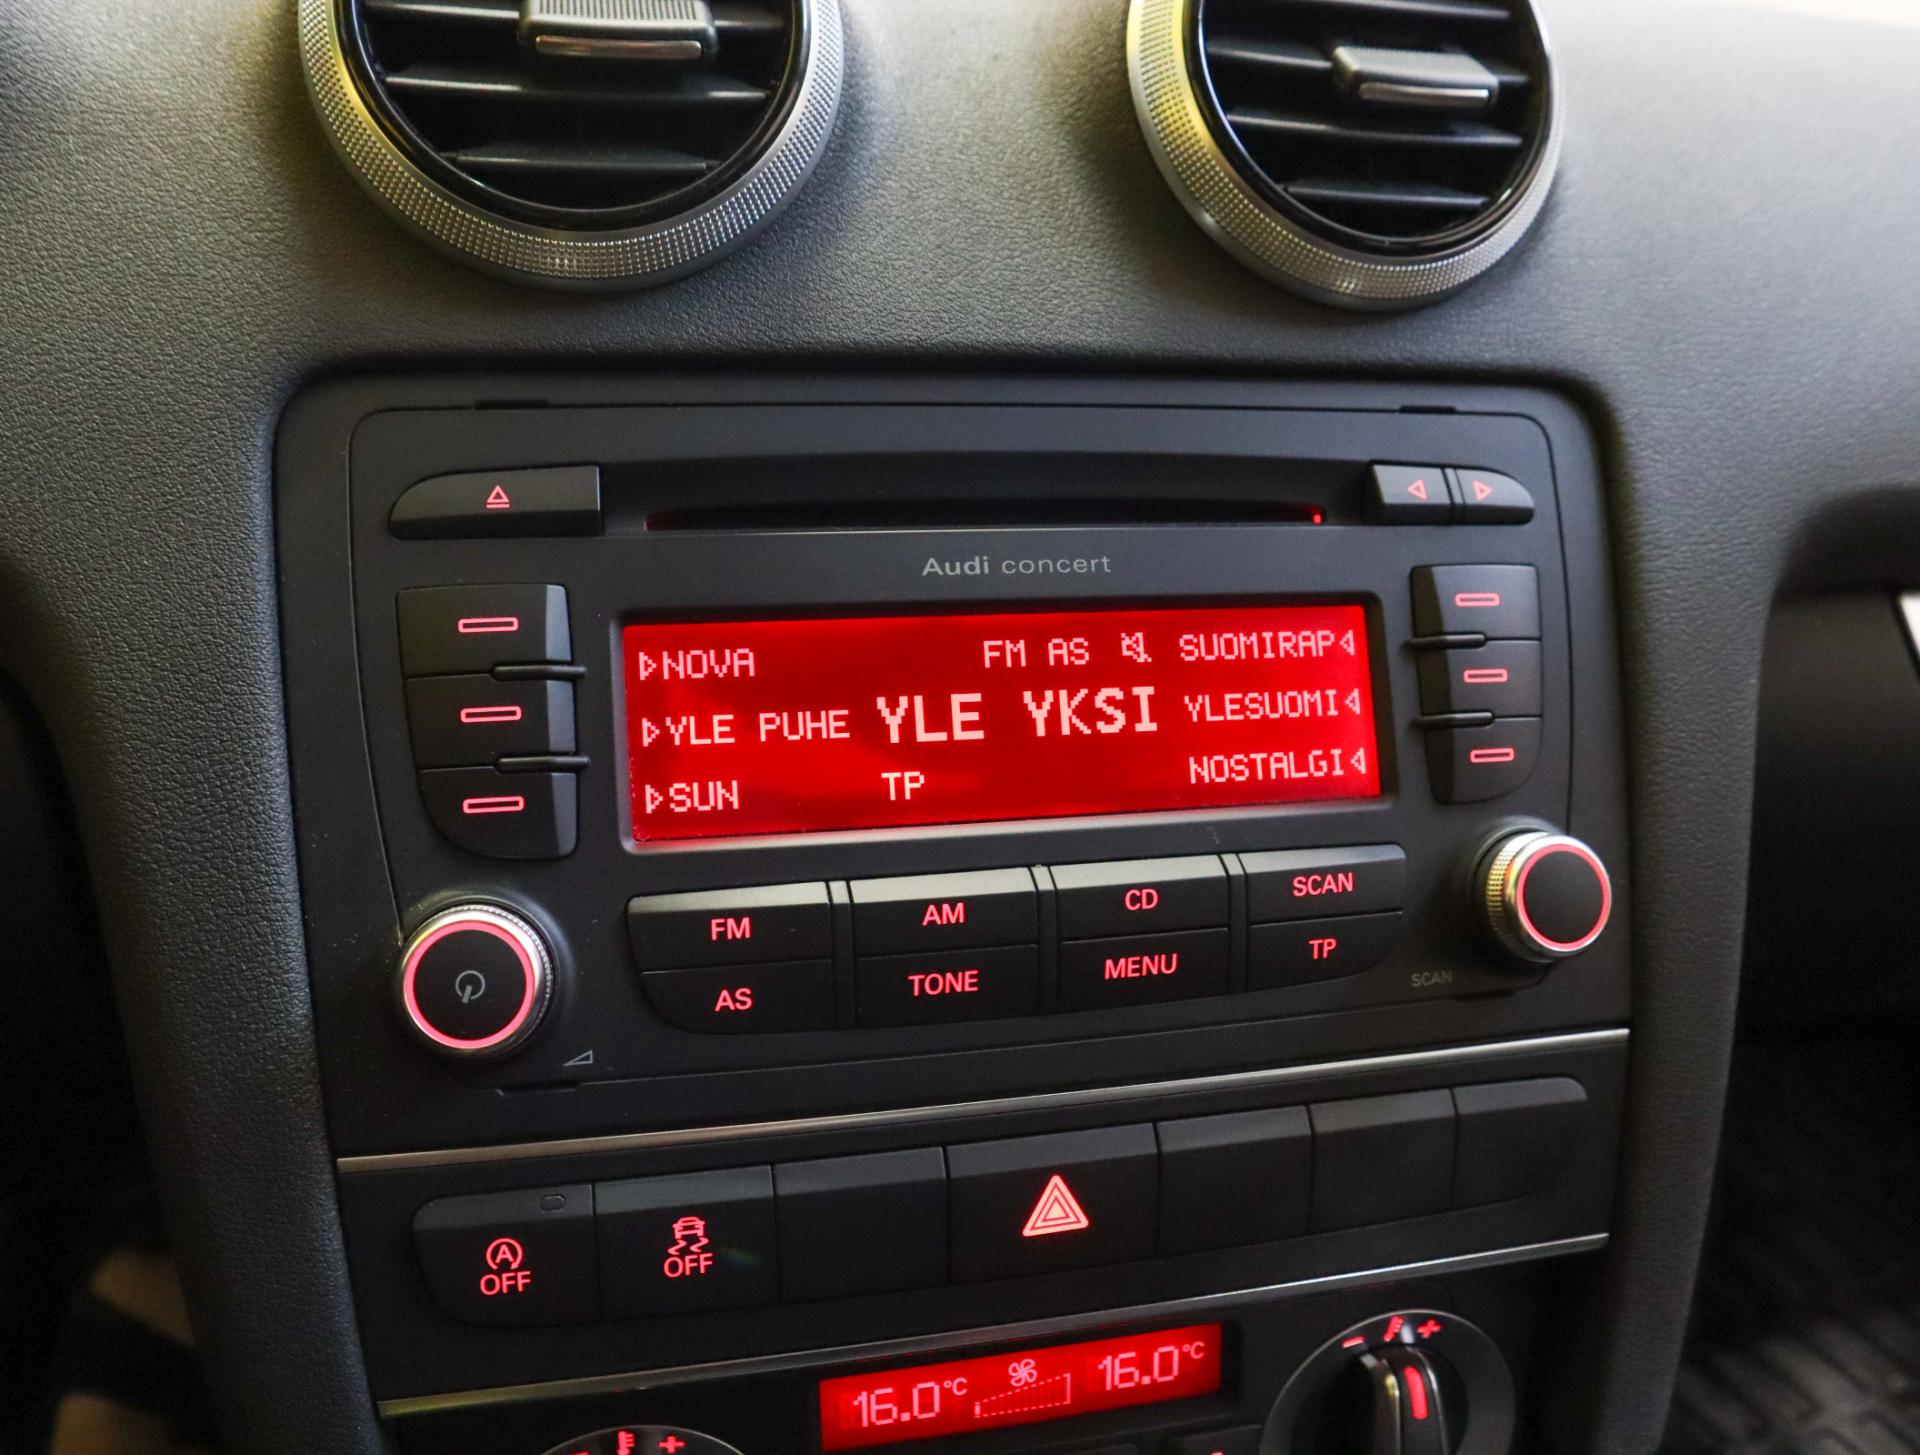 Audi concert
NOVA FM AS SUOMIRAP
YLE PUHE YLE YKSI YLESUOMI
SUN TP NOSTALGI
FM AM CD SCAN
AS TONE MENU TP
SCAN
A
OFF OFF
16.0°C 16.0°C